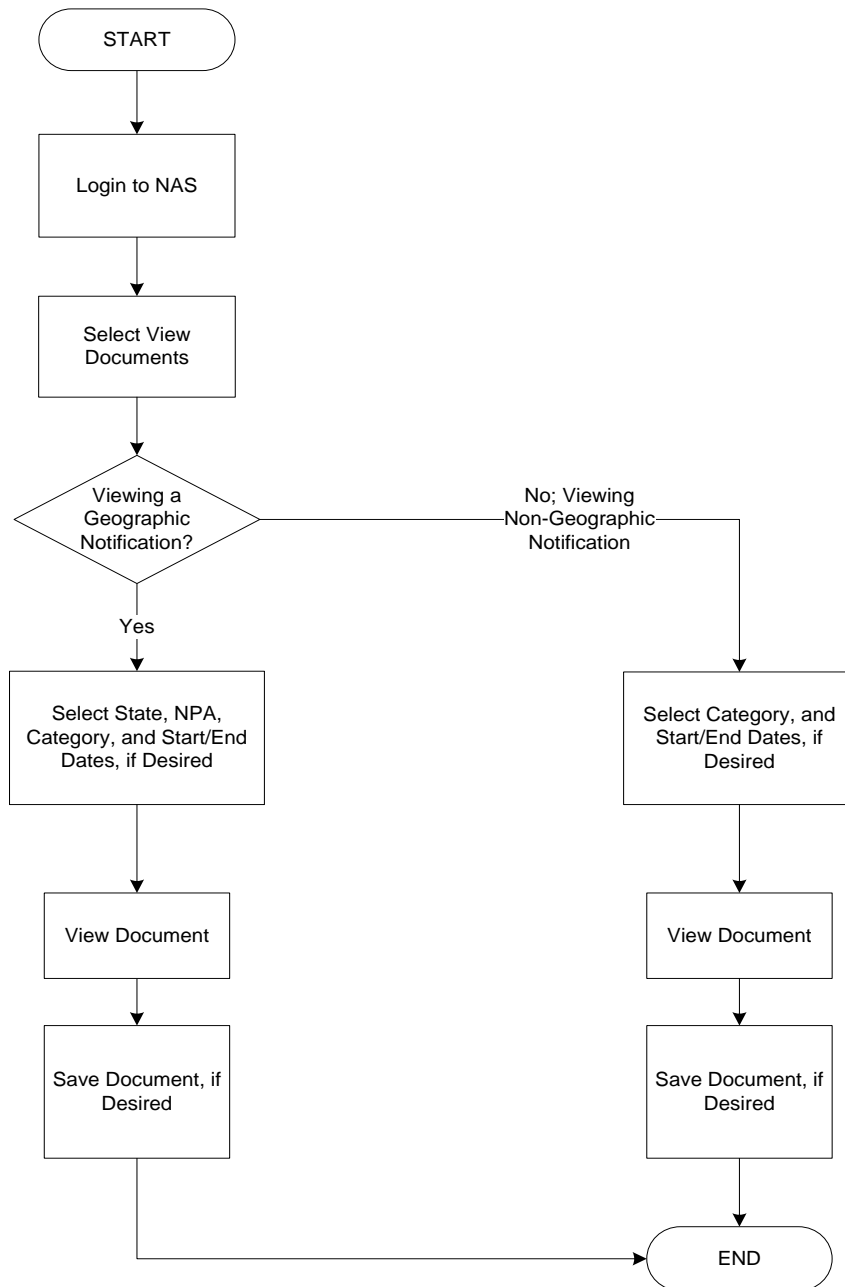 START
Login to NAS
Select View
Documents
Viewing a
Geographic
Notification?
No; Viewing
Non-Geographic
Notification
Yes
Select State, NPA,
Category, and Start/End
Dates, if Desired
Select Category, and
Start/End Dates, if
Desired
View Document
View Document
Save Document, if
Desired
Save Document, if
Desired
END